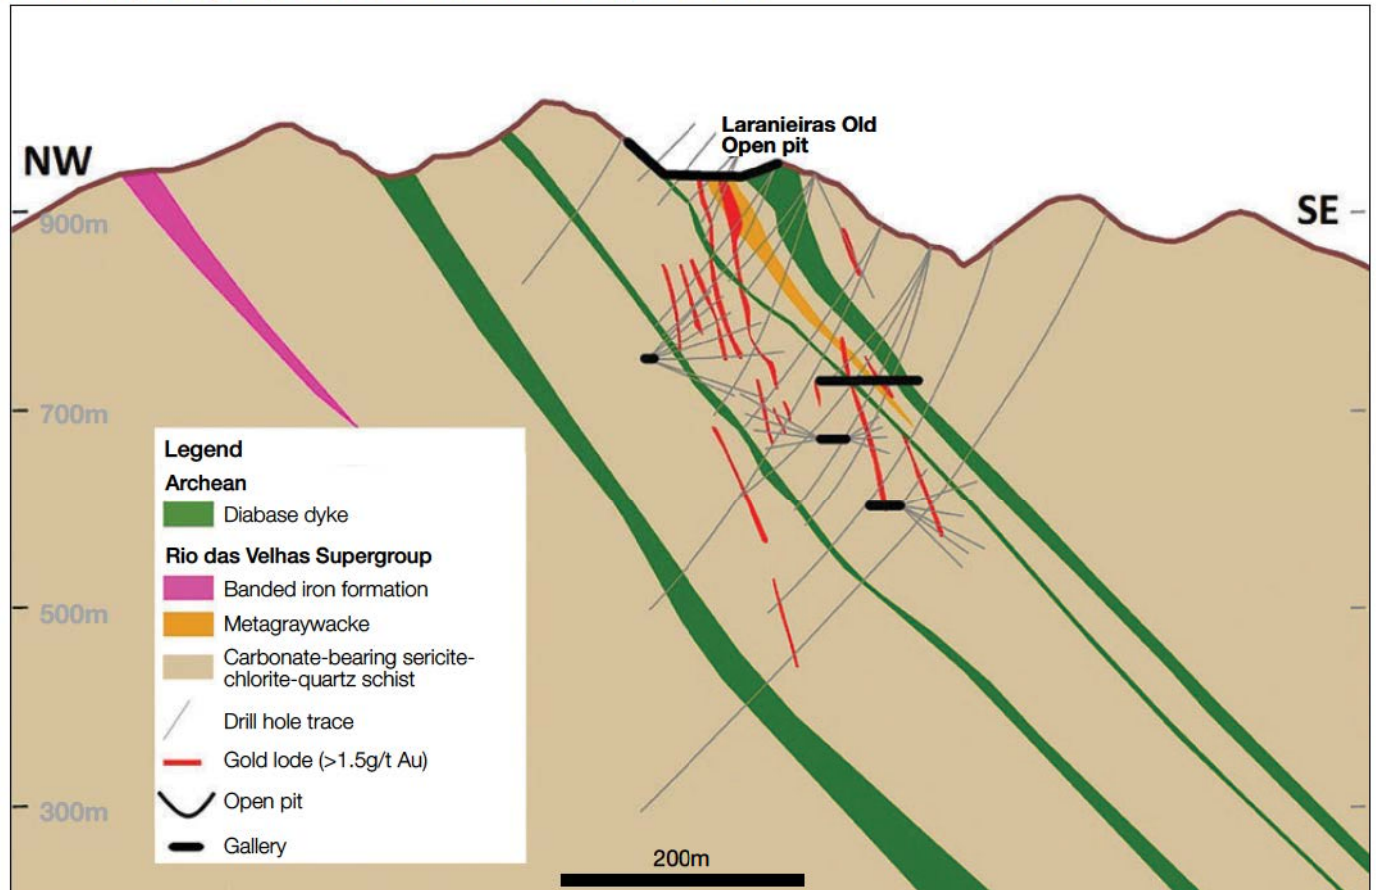 Laranieiras Old
Open pit
NW
SE
900m
700m
500m
300m
Legend
Archean
Diabase dyke
Rio das Velhas Supergroup
Banded iron formation
Metagraywacke
Carbonate-bearing sericite-
chlorite-quartz schist
Drill hole trace
Gold lode (>1.5g/t Au)
Open pit
Gallery
200m